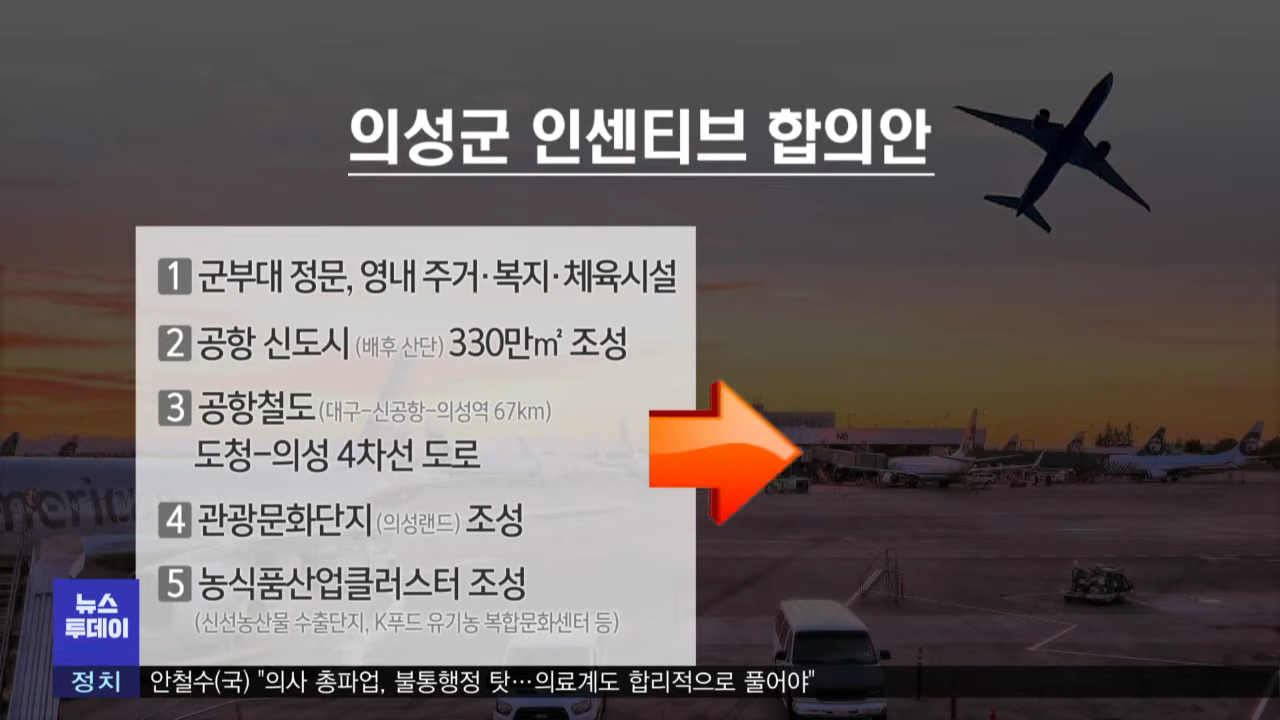 의성군 인센티브 합의안
1 군부대 정문, 영내 주거·복지·체육시설
2 공항 신도시 (배후 산단) 330만㎡ 조성
3 공항철도 (대구-신공항-의성역 67km)
도청-의성 4차선 도로
N6
4 관광문화단지 (의성랜드) 조성
5 농식품산업클러스터 조성
(신선농산물 수출단지, K푸드 유기농 복합문화센터 등)
뉴스
투데이
정치 안철수(국) "의사 총파업, 불통행정 탓…의료계도 합리적으로 풀어야"